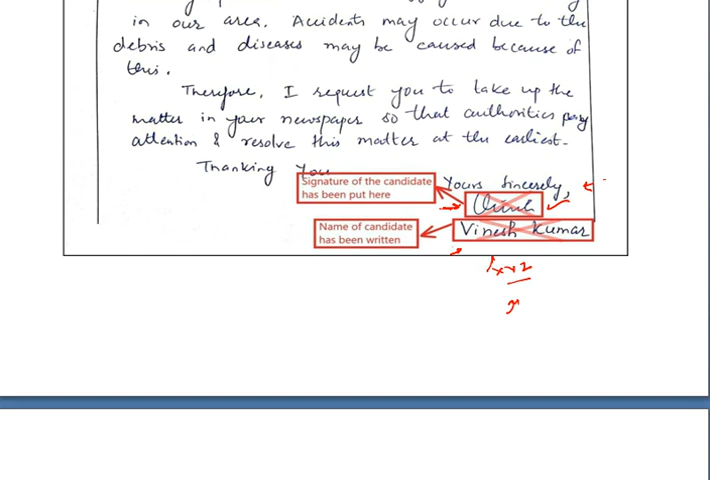 in our area. Accidents may occur due to the
debris and diseases may be caused because of
this.
Therefore, I request you to take up the
matter in your newspaper so that authorities pay
attention & resolve this matter at the earliest.
Thanking You
Yours Sincerely,
Signature of the candidate
has been put here
Name of candidate
has been written
Vinesh Kumar